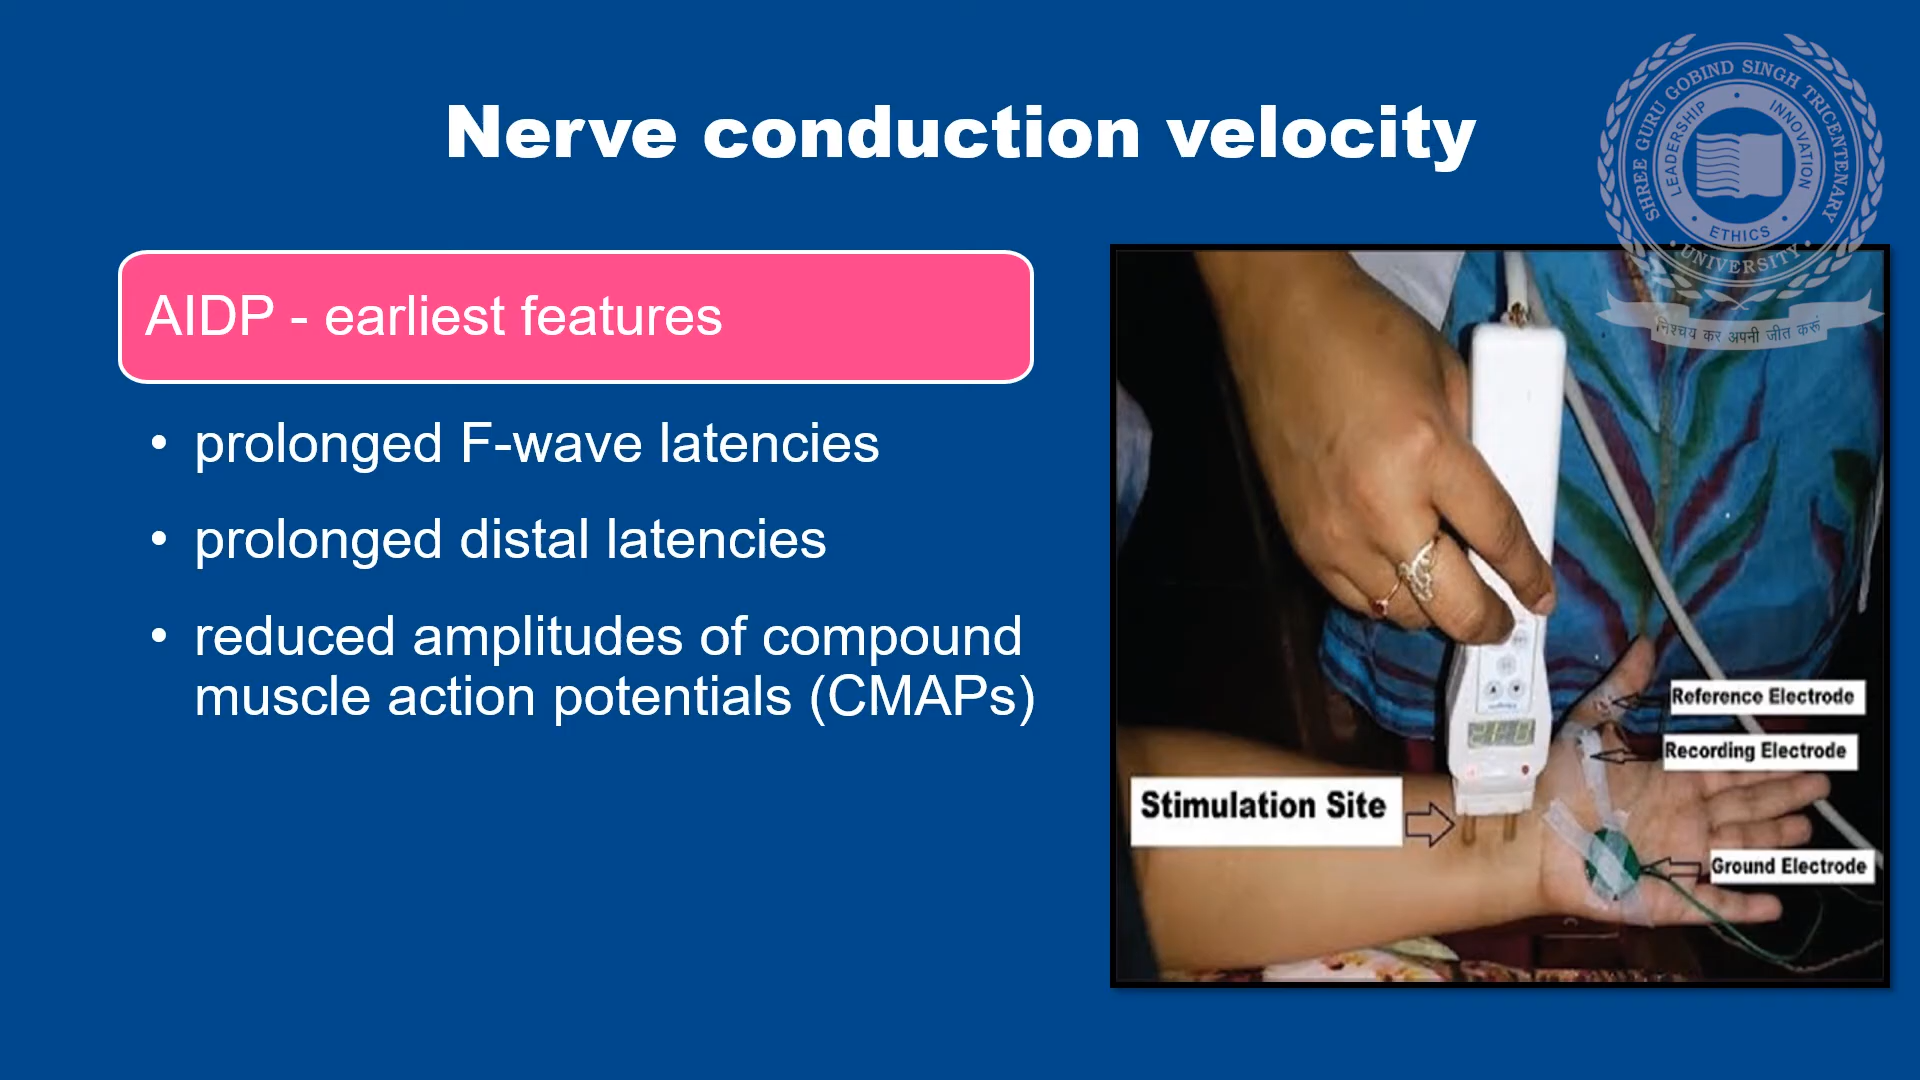 Nerve conduction velocity
SHREE GURU GOBIND SINGH TRICENTENARY
UNIVERSITY
LEADERSHIP
INNOVATION
ETHICS
निश्चय कर अपनी जीत करूं
AIDP - earliest features
• prolonged F-wave latencies
• prolonged distal latencies
• reduced amplitudes of compound
muscle action potentials (CMAPs)
Reference Electrode
Recording Electrode
Stimulation Site
Ground Electrode